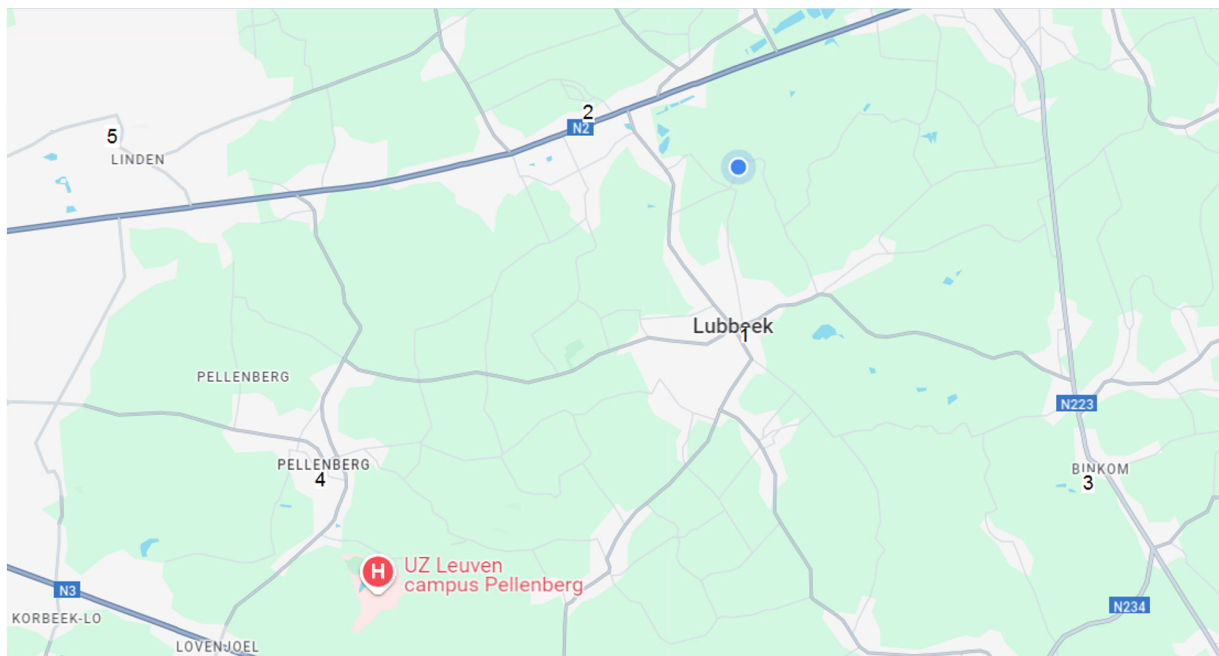 2
N2
5
LINDEN
Lubbeek
1
PELLENBERG
N223
PELLENBERG
4
BINKOM
3
H
UZ Leuven
campus Pellenberg
N3
N234
KORBEEK-LO
LOVENJOEL